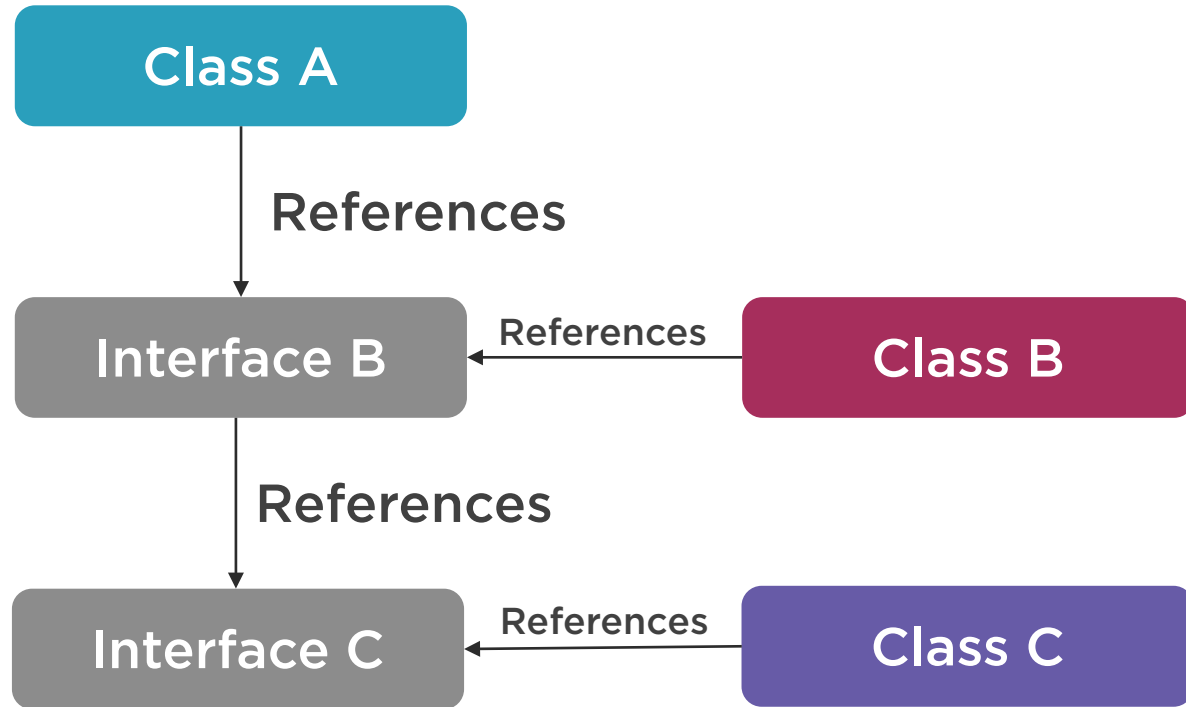 Class A
References
Interface B
References
Class B
References
Interface C
References
Class C